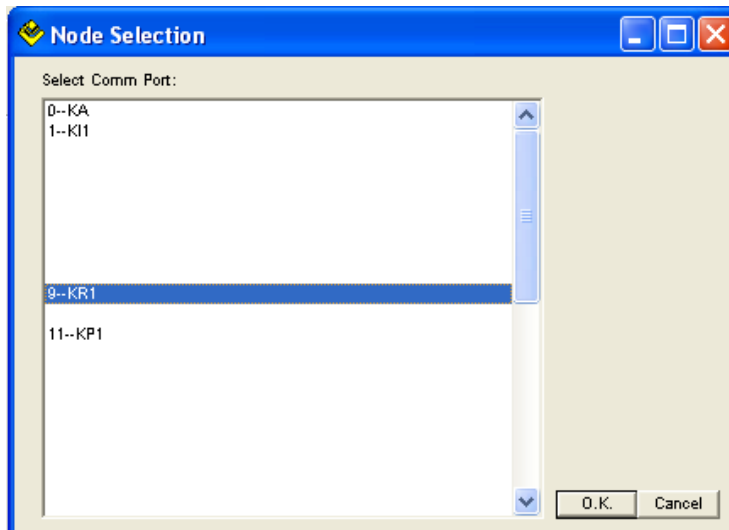 Node Selection
Select Comm Port:
0--KA
1--KI1
9--KR1
11--KP1
O.K.
Cancel